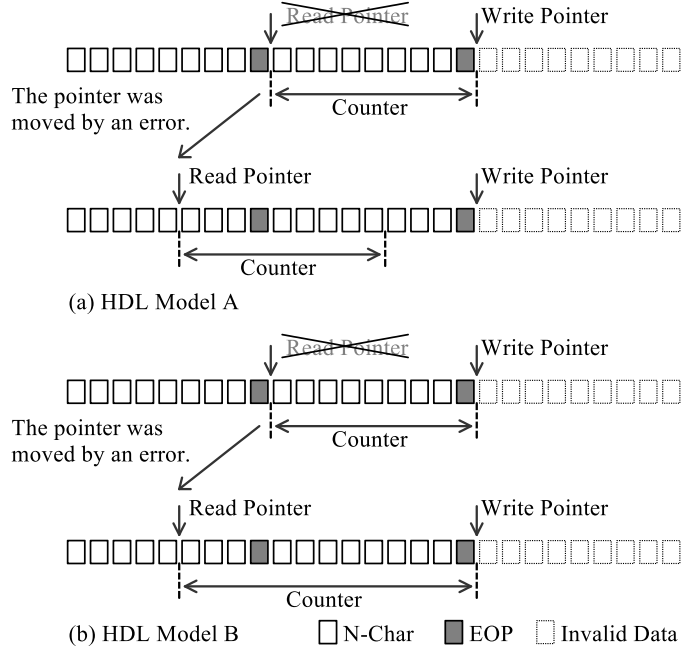 Read Pointer
Write Pointer
The pointer was
moved by an error.
Counter
Read Pointer
Write Pointer
Counter
(a) HDL Model A
Read Pointer
Write Pointer
The pointer was
moved by an error.
Counter
Read Pointer
Write Pointer
Counter
(b) HDL Model B
N-Char
EOP
Invalid Data